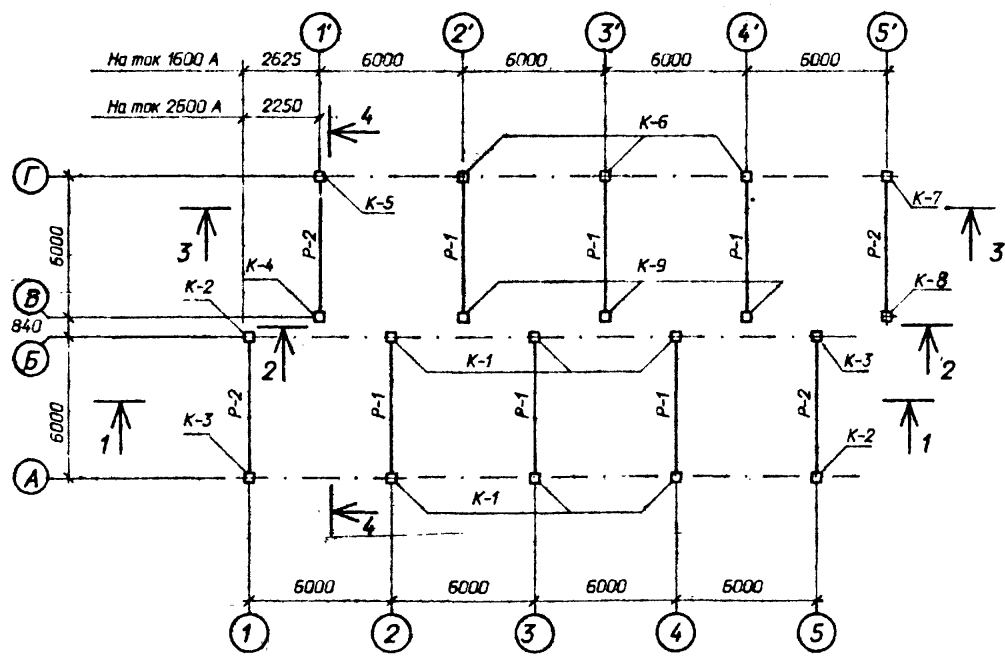 1' 2' 3' 4' 5'
На ток 1600 А 2625 6000 6000 6000 6000
На ток 2600 А 2250
4 К-6
Г
К-5 К-7
3 3
6000 Р-2 Р-1 Р-1 Р-1 Р-2
К-4 К-9
К-2 К-8
В
840
Б
2 К-1 К-3 2
6000 Р-2 Р-1 Р-1 Р-1 Р-2
1 К-3 К-2 1
А
К-1
4
6000 6000 6000 6000
1 2 3 4 5